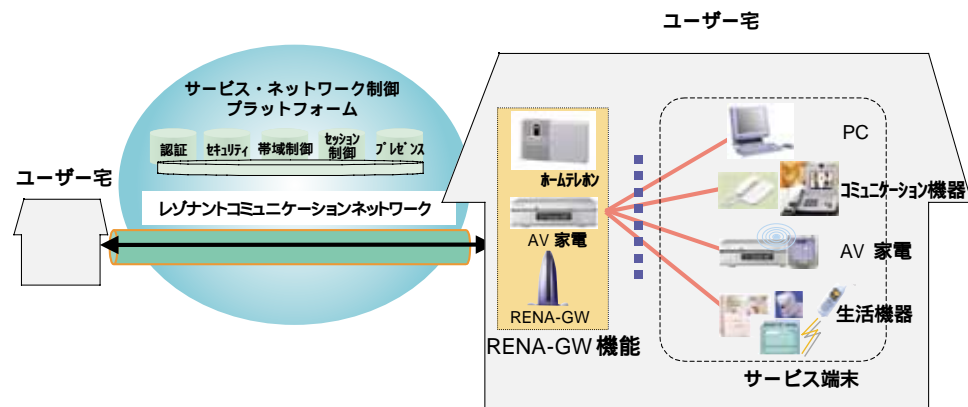 ユーザー宅
サービス・ネットワーク制御
プラットフォーム
認証
セキュリティ
帯域制御
セッション
制御
プレゼンス
ユーザー宅
レゾナントコミュニケーションネットワーク
ホームテレホン
AV 家電
RENA-GW
RENA-GW 機能
PC
コミュニケーション機器
AV 家電
生活機器
サービス端末